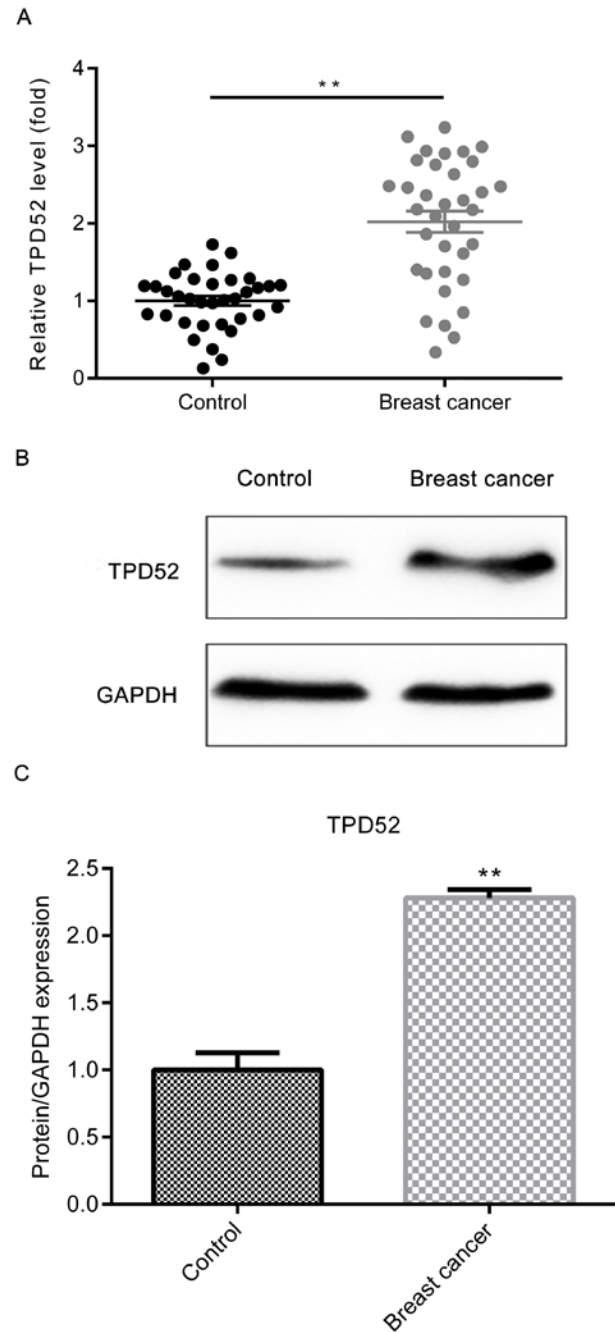 A
Relative TPD52 level (fold)
4
3
2
1
0
**
Control
Breast cancer
B
Control
Breast cancer
TPD52
GAPDH
C
TPD52
Protein/GAPDH expression
2.5
2.0
1.5
1.0
0.5
0.0
**
Control
Breast cancer